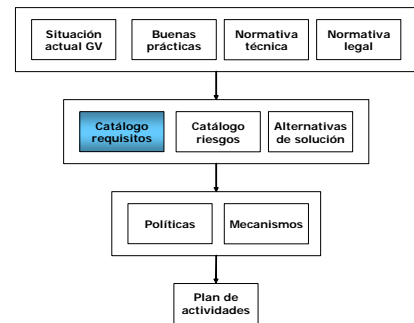 Situación
actual GV
Buenas
prácticas
Normativa
técnica
Normativa
legal
Catálogo
requisitos
Catálogo
riesgos
Alternativas
de solución
Políticas
Mecanismos
Plan de
actividades